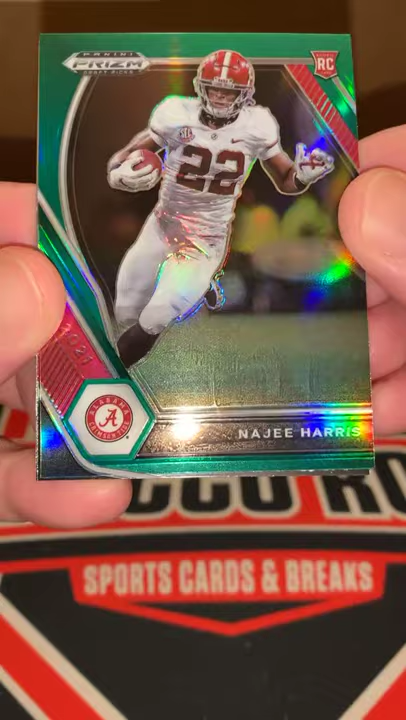 PANINI
PRIZM
DRAFT PICKS
RC
SEC
22
2021
ALABAMA
A
CRIMSON TIDE
NAJEE HARRIS
SPORTS CARDS & BREAKS